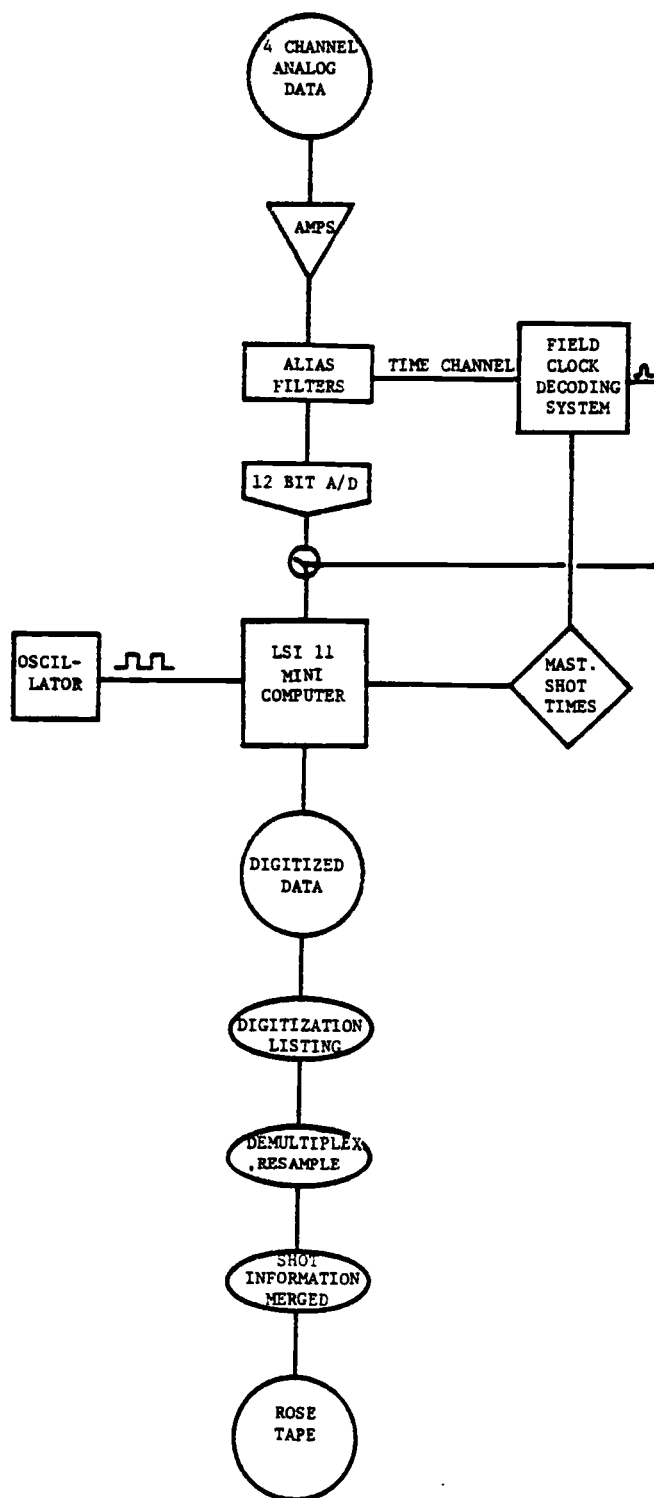 4 CHANNEL
ANALOG
DATA
AMPS
ALIAS
FILTERS
TIME CHANNEL
FIELD
CLOCK
DECODING
SYSTEM
12 BIT A/D
OSCIL-
LATOR
LSI 11
MINI
COMPUTER
MAST.
SHOT
TIMES
DIGITIZED
DATA
DIGITIZATION
LISTING
DEMULTIPLEX
,RESAMPLE
SHOT
INFORMATION
MERGED
ROSE
TAPE